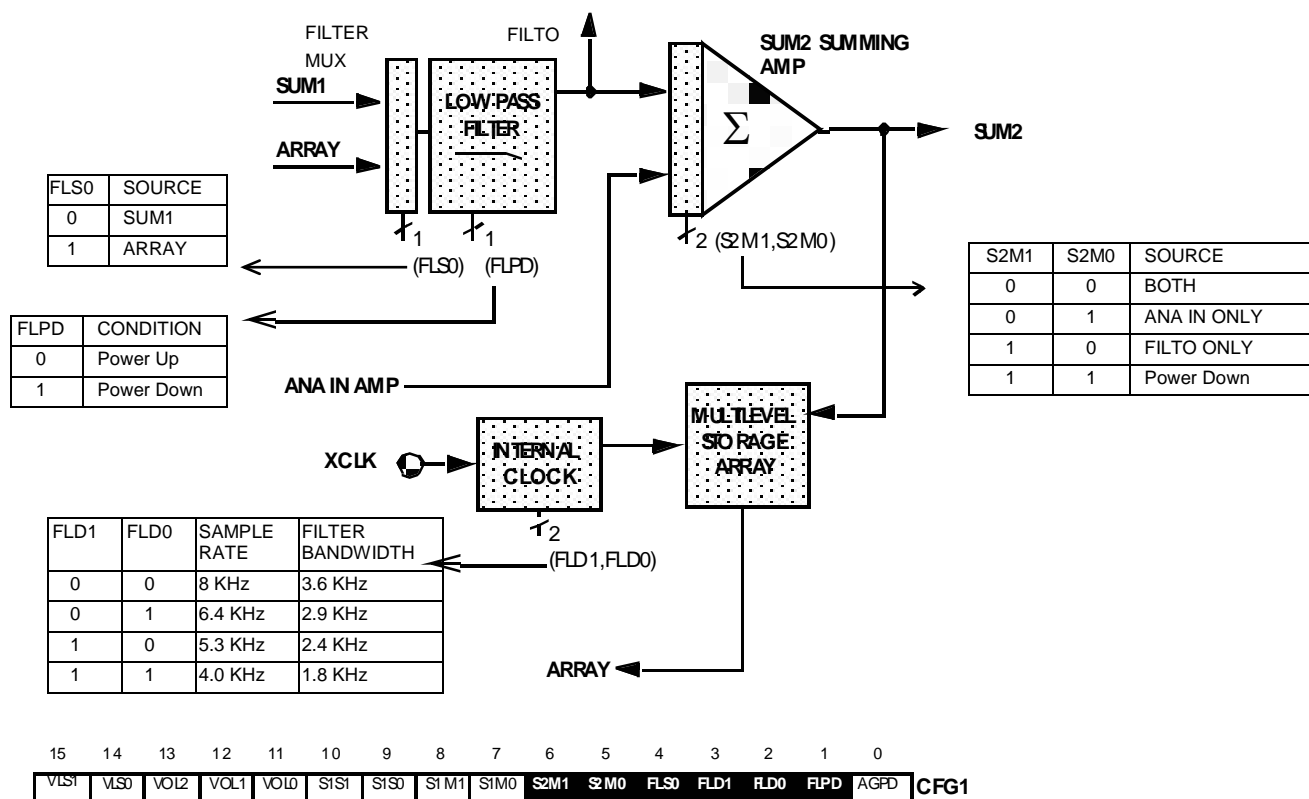 FILTER
MUX
FILTO
SUM2 SUMMING
AMP
SUM1
LOW PASS
FILTER
Σ
SUM2
ARRAY
FLS0 SOURCE
0 SUM1
1 ARRAY
1
(FLS0)
1
(FLPD)
2 (S2M1,S2M0)
S2M1 S2M0 SOURCE
0 0 BOTH
0 1 ANA IN ONLY
1 0 FILTO ONLY
1 1 Power Down
FLPD CONDITION
0 Power Up
1 Power Down
ANA IN AMP
MULTILEVEL
STORAGE
ARRAY
XCLK
INTERNAL
CLOCK
2
(FLD1,FLD0)
FLD1 FLD0 SAMPLE RATE FILTER BANDWIDTH
0 0 8 KHz 3.6 KHz
0 1 6.4 KHz 2.9 KHz
1 0 5.3 KHz 2.4 KHz
1 1 4.0 KHz 1.8 KHz
ARRAY
15 14 13 12 11 10 9 8 7 6 5 4 3 2 1 0
VLS1 VLS0 VOL2 VOL1 VOL0 S1S1 S1S0 S1M1 S1M0 S2M1 S2M0 FLS0 FLD1 FLD0 FLPD AGPD CFG1